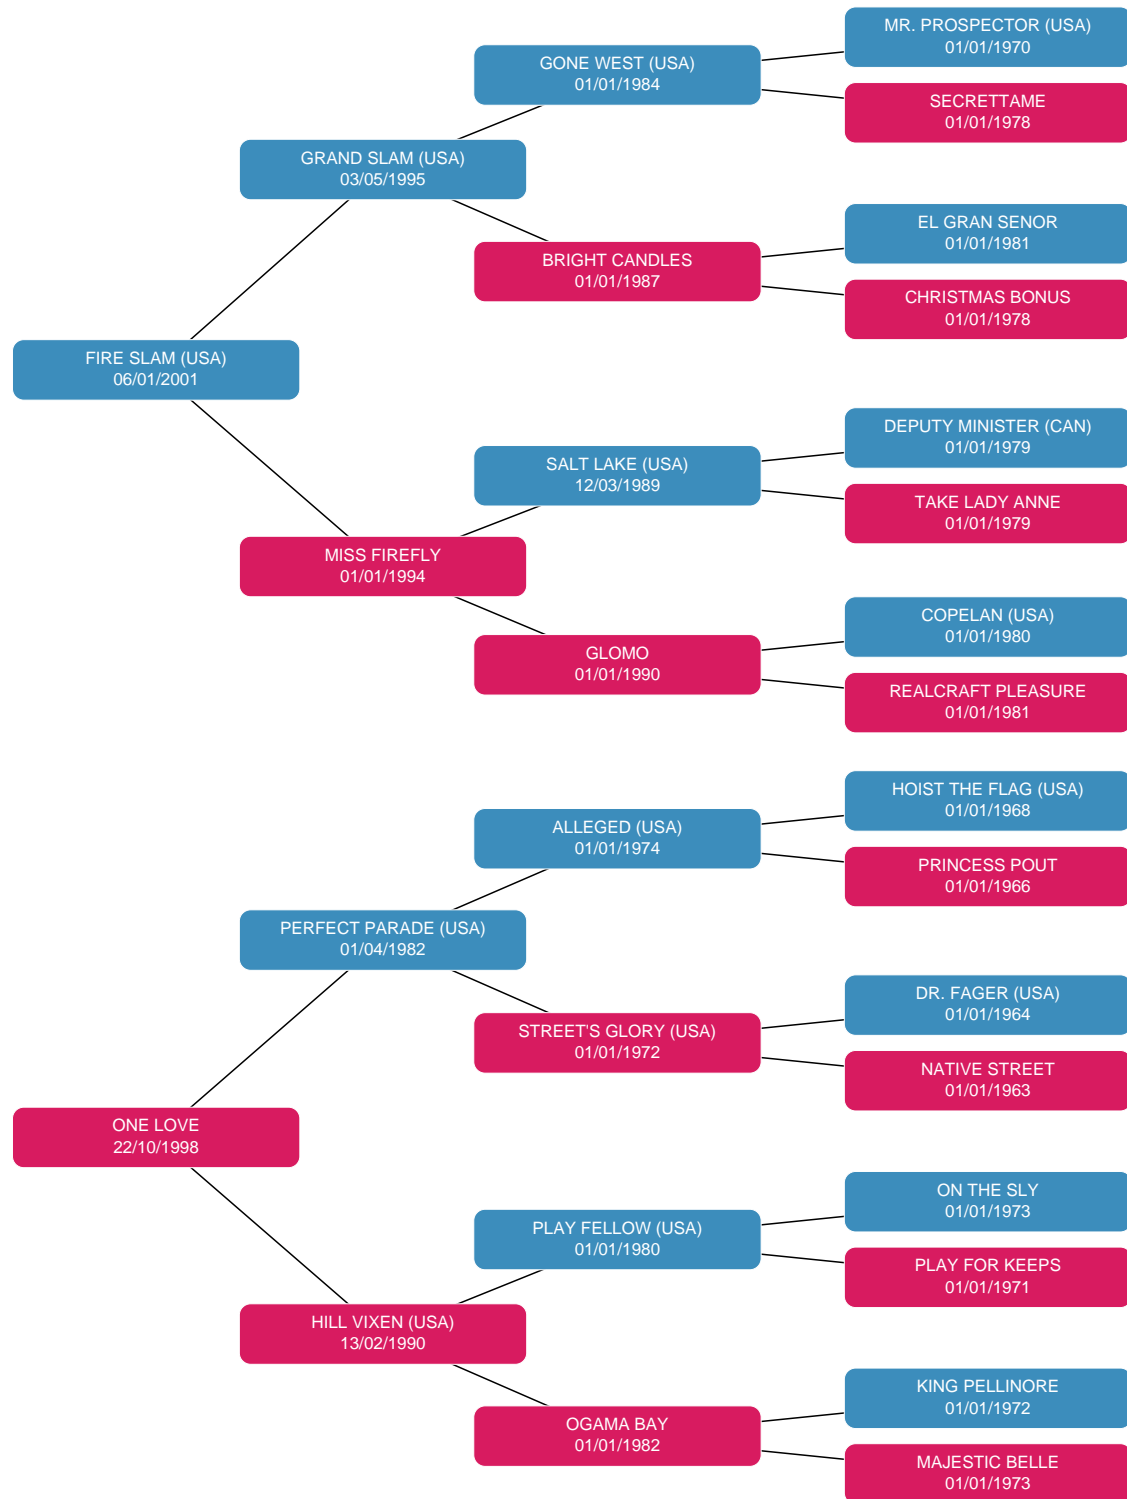 MR. PROSPECTOR (USA)
01/01/1970
GONE WEST (USA)
01/01/1984
SECRETTAME
01/01/1978
GRAND SLAM (USA)
03/05/1995
EL GRAN SENOR
01/01/1981
BRIGHT CANDLES
01/01/1987
CHRISTMAS BONUS
01/01/1978
FIRE SLAM (USA)
06/01/2001
DEPUTY MINISTER (CAN)
01/01/1979
SALT LAKE (USA)
12/03/1989
TAKE LADY ANNE
01/01/1979
MISS FIREFLY
01/01/1994
COPELAN (USA)
01/01/1980
GLOMO
01/01/1990
REALCRAFT PLEASURE
01/01/1981
HOIST THE FLAG (USA)
01/01/1968
ALLEGED (USA)
01/01/1974
PRINCESS POUT
01/01/1966
PERFECT PARADE (USA)
01/04/1982
DR. FAGER (USA)
01/01/1964
STREET'S GLORY (USA)
01/01/1972
NATIVE STREET
01/01/1963
ONE LOVE
22/10/1998
ON THE SLY
01/01/1973
PLAY FELLOW (USA)
01/01/1980
PLAY FOR KEEPS
01/01/1971
HILL VIXEN (USA)
13/02/1990
KING PELLINORE
01/01/1972
OGAMA BAY
01/01/1982
MAJESTIC BELLE
01/01/1973